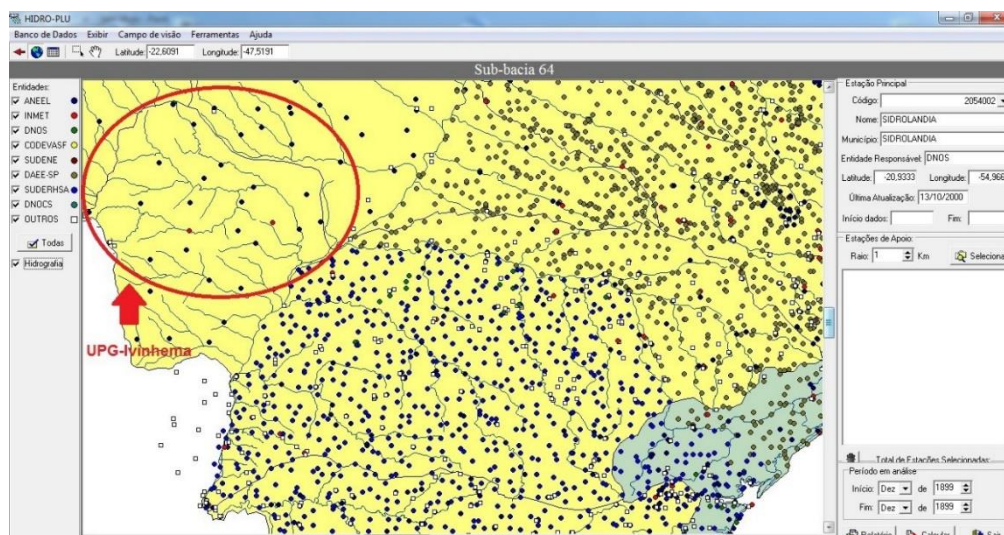 HIDRO-PLU
Banco de Dados Exibir Campo de visão Ferramentas Ajuda
Latitude: -22,6091 Longitude: -47,5191
Sub-bacia 64
Entidades:
ANEEL
INMET
DNOS
CODEVASF
SUDENE
DAEE-SP
SUDERHSA
DNOCS
OUTROS
Todas
Hidrografia
UPG-Ivinhema
Estação Principal
Código: 2054002
Nome: SIDROLANDIA
Município: SIDROLANDIA
Entidade Responsável: DNOS
Latitude: -20,9333 Longitude: -54,966
Última Atualização: 13/10/2000
Início dados: Fim:
Estações de Apoio:
Raio: 1 Km Seleciona
Total de Estações Selecionadas:
Período em análise
Início: Dez de 1899
Fim: Dez de 1899
Relatório Calcular Sair